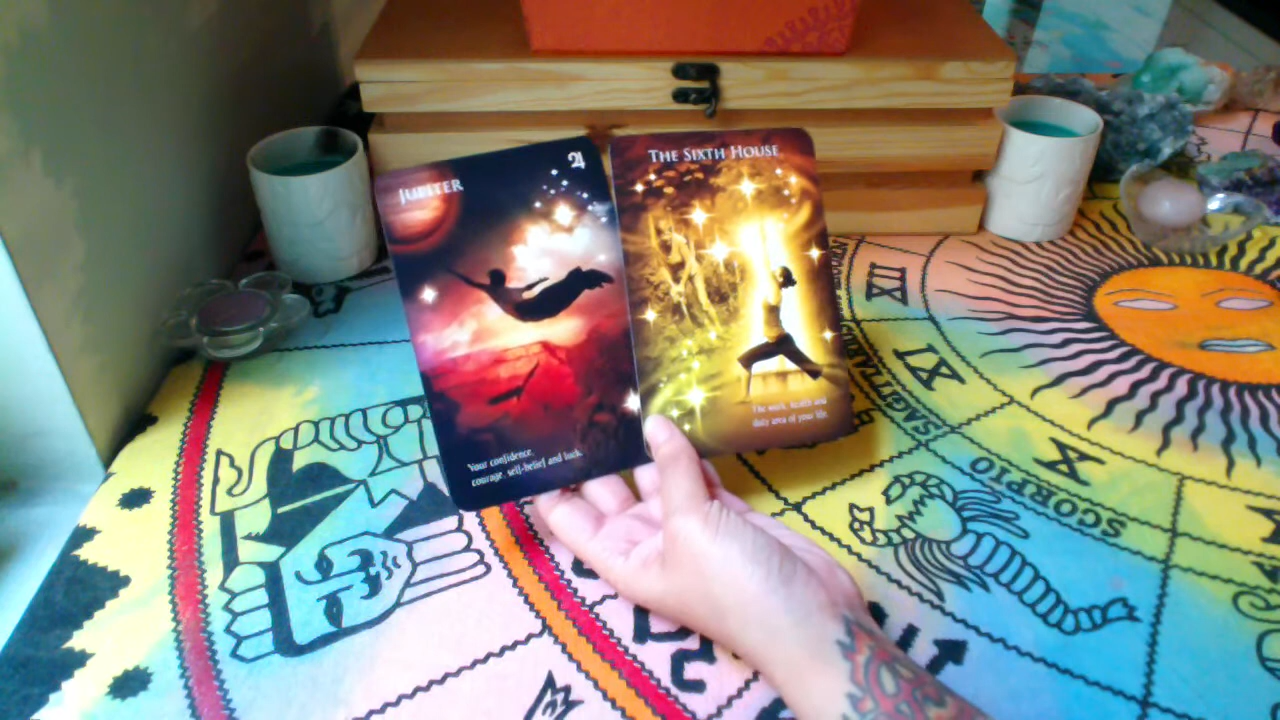 JUPITER
♃
Your confidence,
courage, self-belief and luck.
THE SIXTH HOUSE
The work, health and
daily area of your life.
XII
XI
SAGITTARIUS
X
SCORPIO